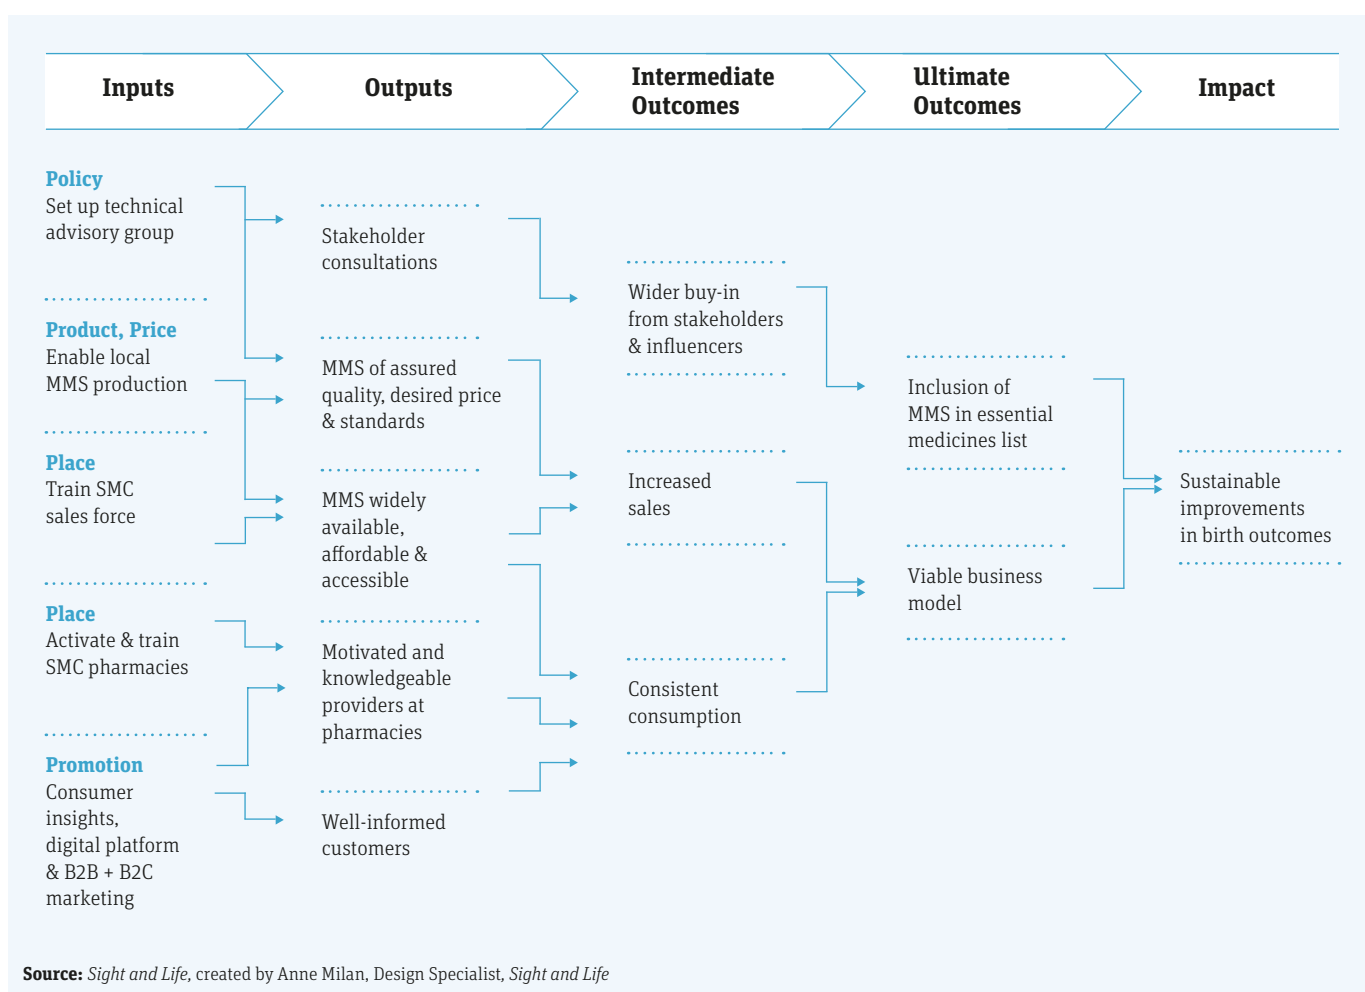 Inputs
Outputs
Intermediate
Outcomes
Ultimate
Outcomes
Impact
Policy
Set up technical
advisory group
Product, Price
Enable local
MMS production
Place
Train SMC
sales force
Place
Activate & train
SMC pharmacies
Promotion
Consumer
insights,
digital platform
& B2B + B2C
marketing
Stakeholder
consultations
MMS of assured
quality, desired price
& standards
MMS widely
available,
affordable &
accessible
Motivated and
knowledgeable
providers at
pharmacies
Well-informed
customers
Wider buy-in
from stakeholders
& influencers
Increased
sales
Consistent
consumption
Inclusion of
MMS in essential
medicines list
Viable business
model
Sustainable
improvements
in birth outcomes
Source: Sight and Life, created by Anne Milan, Design Specialist, Sight and Life